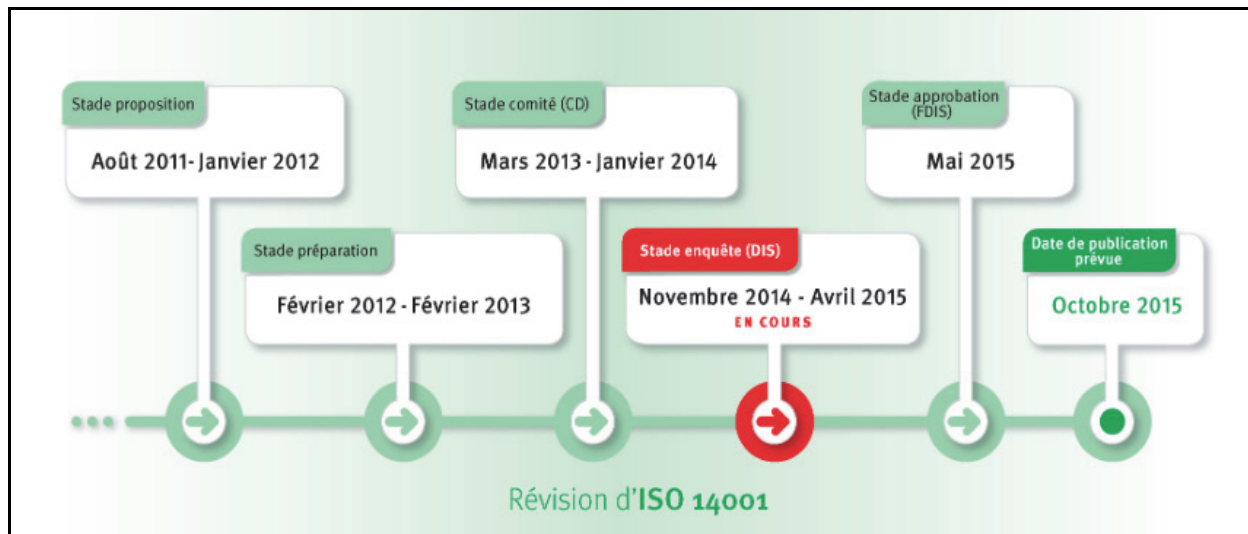 Stade proposition
Août 2011-Janvier 2012
Stade préparation
Février 2012-Février 2013
Stade comité (CD)
Mars 2013-Janvier 2014
Stade enquête (DIS)
Novembre 2014 - Avril 2015
EN COURS
Stade approbation
(FDIS)
Mai 2015
Date de publication
prévue
Octobre 2015
Révision d'ISO 14001